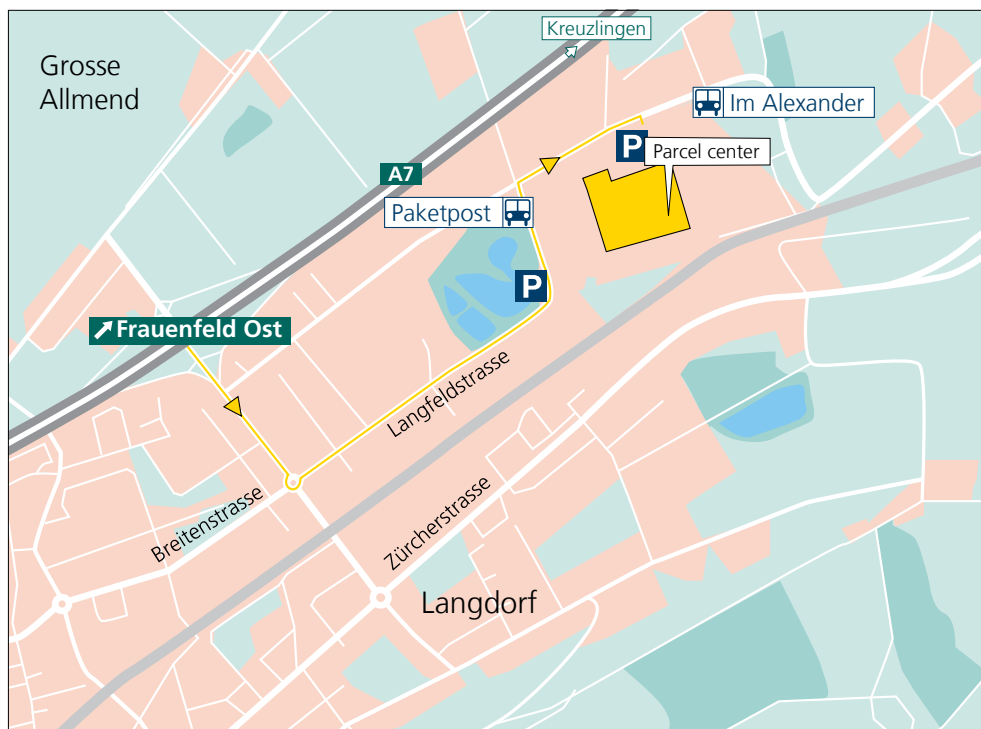 Kreuzlingen
Grosse
Allmend
Im Alexander
P
Parcel center
A7
Paketpost
P
Frauenfeld Ost
Langfeldstrasse
Breitenstrasse
Zürcherstrasse
Langdorf